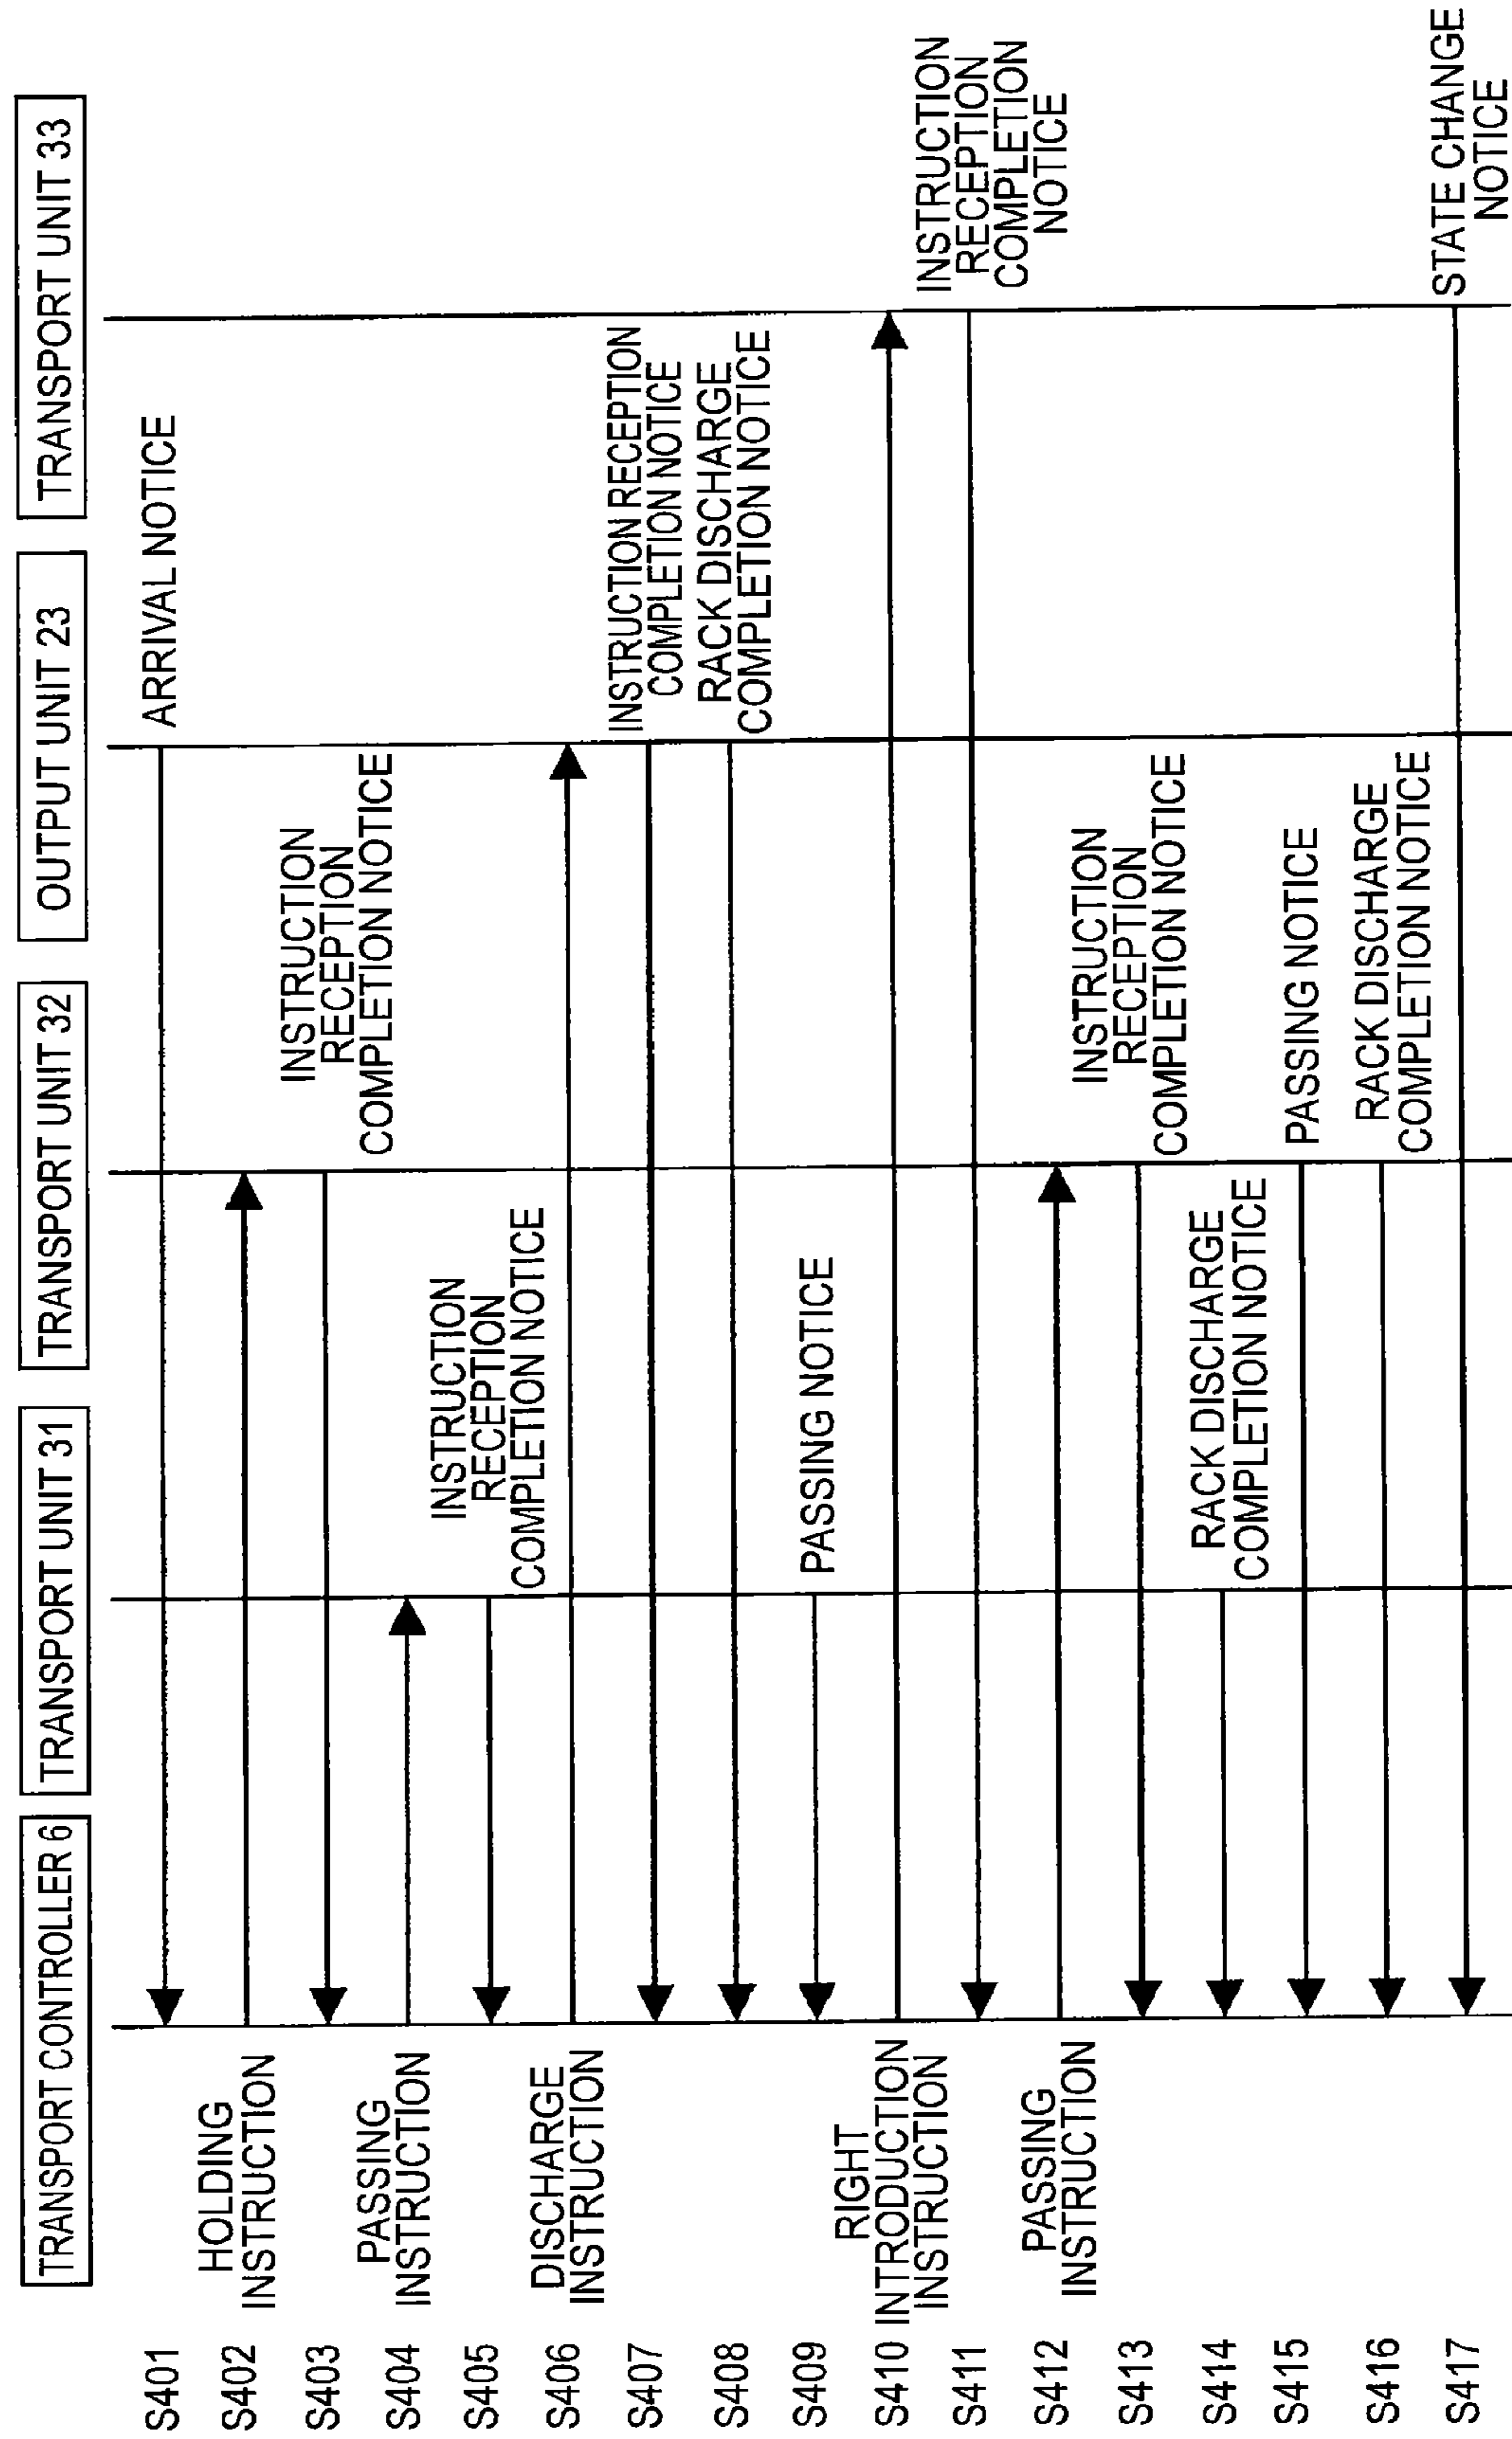 TRANSPORT CONTROLLER 6
TRANSPORT UNIT 31
TRANSPORT UNIT 32
OUTPUT UNIT 23
TRANSPORT UNIT 33
S401
ARRIVAL NOTICE
S402
HOLDING
INSTRUCTION
S403
INSTRUCTION
RECEPTION
COMPLETION NOTICE
S404
PASSING
INSTRUCTION
S405
INSTRUCTION
RECEPTION
COMPLETION NOTICE
S406
DISCHARGE
INSTRUCTION
S407
INSTRUCTION RECEPTION
COMPLETION NOTICE
S408
RACK DISCHARGE
COMPLETION NOTICE
S409
PASSING NOTICE
S410
RIGHT
INTRODUCTION
INSTRUCTION
S411
INSTRUCTION
RECEPTION
COMPLETION
NOTICE
S412
PASSING
INSTRUCTION
S413
INSTRUCTION
RECEPTION
COMPLETION NOTICE
S414
RACK DISCHARGE
COMPLETION NOTICE
S415
PASSING NOTICE
S416
RACK DISCHARGE
COMPLETION NOTICE
S417
STATE CHANGE
NOTICE